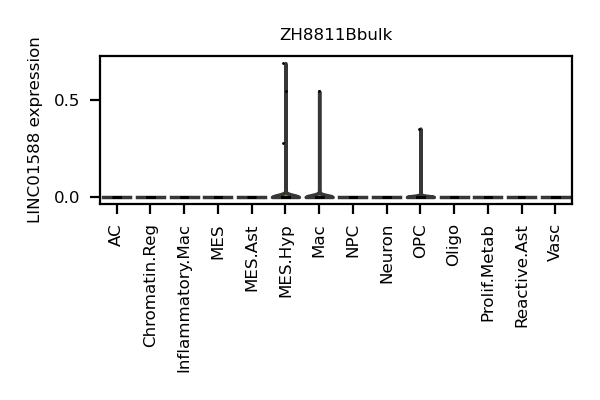 ZH8811Bbulk
LINC01588 expression
0.5
0.0
AC
Chromatin.Reg
Inflammatory.Mac
MES
MES.Ast
MES.Hyp
Mac
NPC
Neuron
OPC
Oligo
Prolif.Metab
Reactive.Ast
Vasc